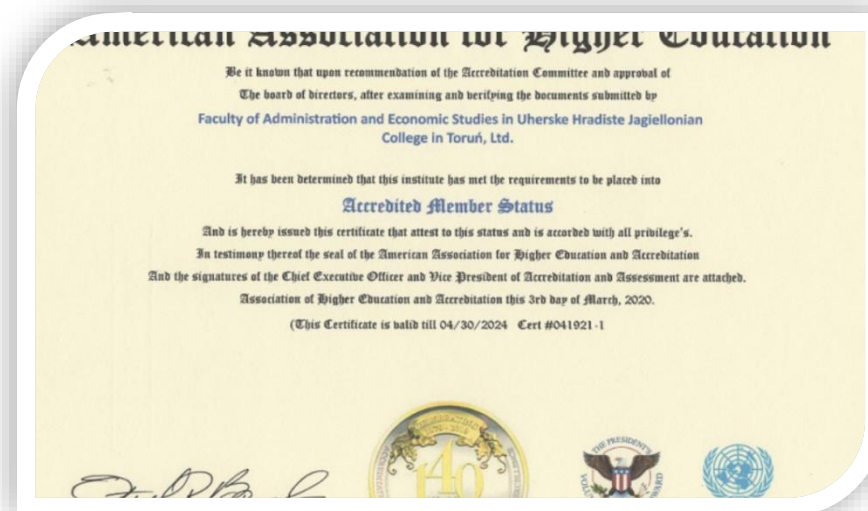 American Association for Higher Education
Be it known that upon recommendation of the Accreditation Committee and approval of
The board of directors, after examining and verifying the documents submitted by
Faculty of Administration and Economic Studies in Uherske Hradiste Jagiellonian
College in Toruń, Ltd.
It has been determined that this institute has met the requirements to be placed into
Accredited Member Status
And is hereby issued this certificate that attest to this status and is accorded with all privilege's.
In testimony thereof the seal of the American Association for Higher Education and Accreditation
And the signatures of the Chief Executive Officer and Vice President of Accreditation and Assessment are attached.
Association of Higher Education and Accreditation this 3rd day of March, 2020.
(This Certificate is valid till 04/30/2024 Cert #041921-1
140
THE PRESIDENT'S